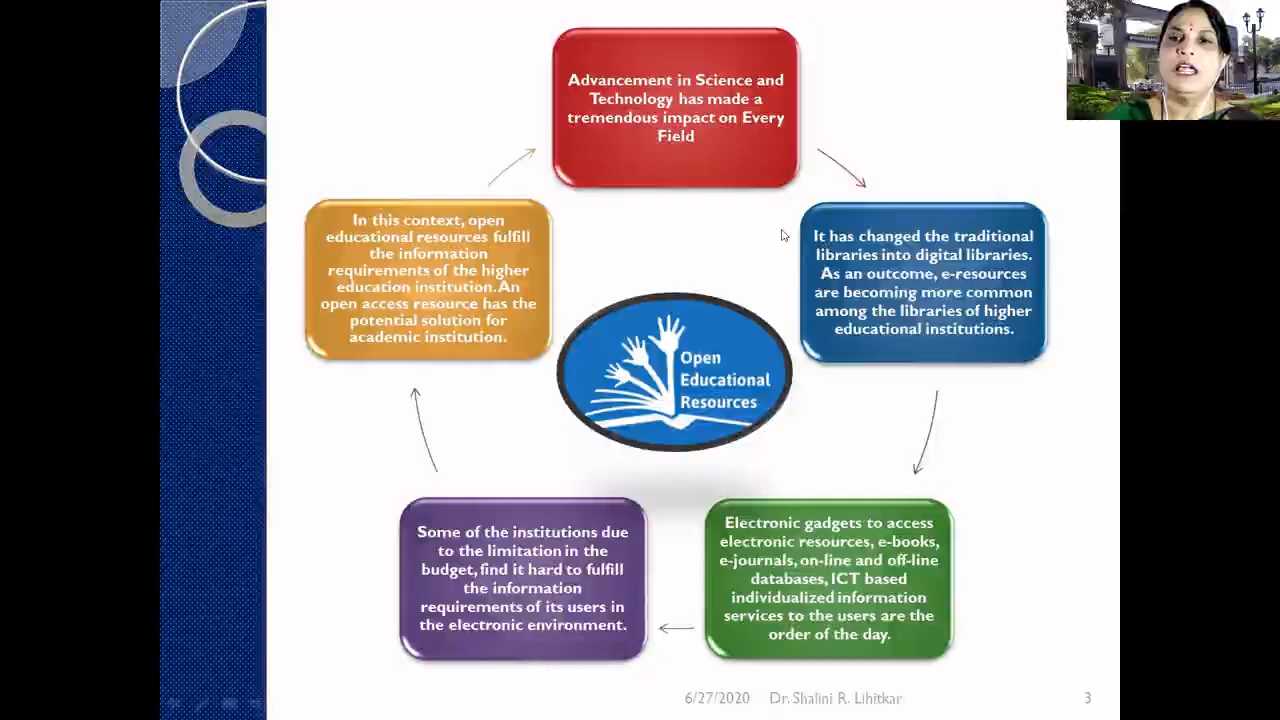 Advancement in Science and
Technology has made a
tremendous impact on Every
Field
It has changed the traditional
libraries into digital libraries.
As an outcome, e-resources
are becoming more common
among the libraries of higher
educational institutions.
Electronic gadgets to access
electronic resources, e-books,
e-journals, on-line and off-line
databases, ICT based
individualized information
services to the users are the
order of the day.
Some of the institutions due
to the limitation in the
budget, find it hard to fulfill
the information
requirements of its users in
the electronic environment.
In this context, open
educational resources fulfill
the information
requirements of the higher
education institution. An
open access resource has the
potential solution for
academic institution.
Open
Educational
Resources
6/27/2020 Dr. Shalini R. Lihitkar 3